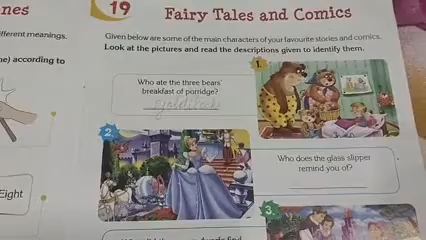 nes
19
Fairy Tales and Comics
ifferent meanings.
Given below are some of the main characters of your favourite stories and comics.
Look at the pictures and read the descriptions given to identify them.
e) according to
1.
Who ate the three bears'
breakfast of porridge?
goldilock
2.
Who does the glass slipper
remind you of?
Eight
3.